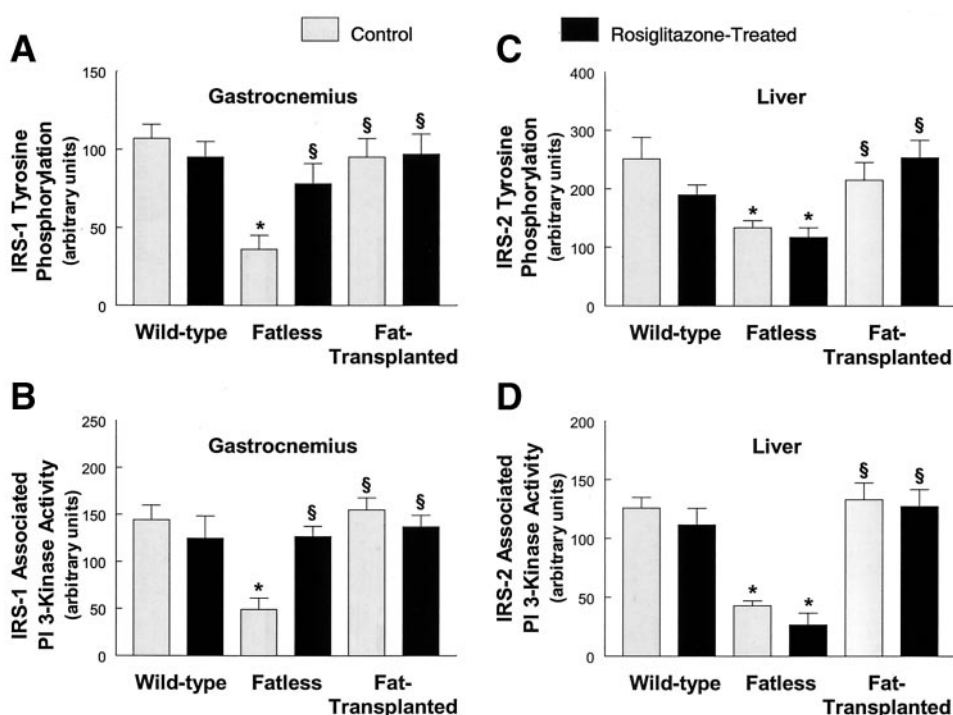 Control
Rosiglitazone-Treated
A
Gastrocnemius
IRS-1 Tyrosine
Phosphorylation
(arbitrary units)
150
100
50
0
*
§
§
§
Wild-type
Fatless
Fat-
Transplanted
C
Liver
IRS-2 Tyrosine
Phosphorylation
(arbitrary units)
400
300
200
100
0
*
*
§
§
Wild-type
Fatless
Fat-
Transplanted
B
Gastrocnemius
IRS-1 Associated
PI 3-Kinase Activity
(arbitrary units)
250
200
150
100
50
0
*
§
§
§
Wild-type
Fatless
Fat-
Transplanted
D
Liver
IRS-2 Associated
PI 3-Kinase Activity
(arbitrary units)
200
150
100
50
0
*
*
§
§
Wild-type
Fatless
Fat-
Transplanted